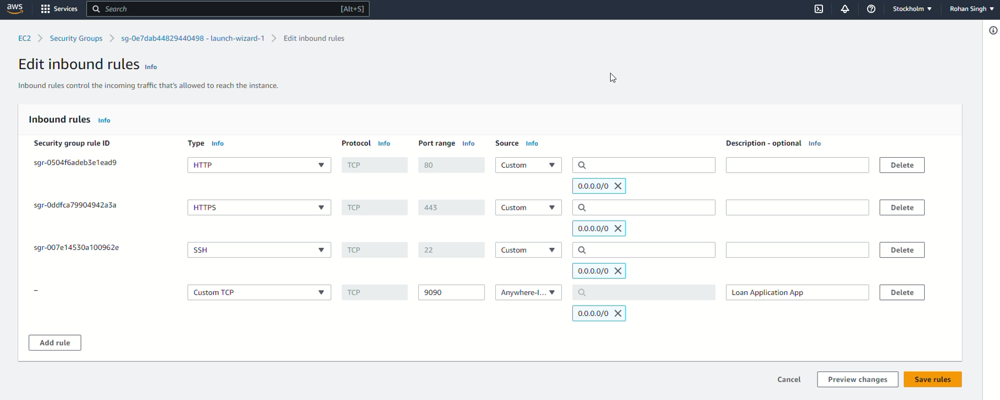 aws Services Search [Alt+S] Stockholm Rohan Singh
EC2 Security Groups sg-0e7dab44829440498 - launch-wizard-1 Edit inbound rules
Edit inbound rules Info
Inbound rules control the incoming traffic that's allowed to reach the instance.
Inbound rules Info
Security group rule ID Type Info Protocol Info Port range Info Source Info Description - optional Info
sgr-0504f6adeb3e1ead9 HTTP TCP 80 Custom Delete
0.0.0.0/0
sgr-0ddfca79904942a3a HTTPS TCP 443 Custom Delete
0.0.0.0/0
sgr-007e14530a100962e SSH TCP 22 Custom Delete
0.0.0.0/0
– Custom TCP TCP 9090 Anywhere-I... Loan Application App Delete
0.0.0.0/0
Add rule
Cancel Preview changes Save rules